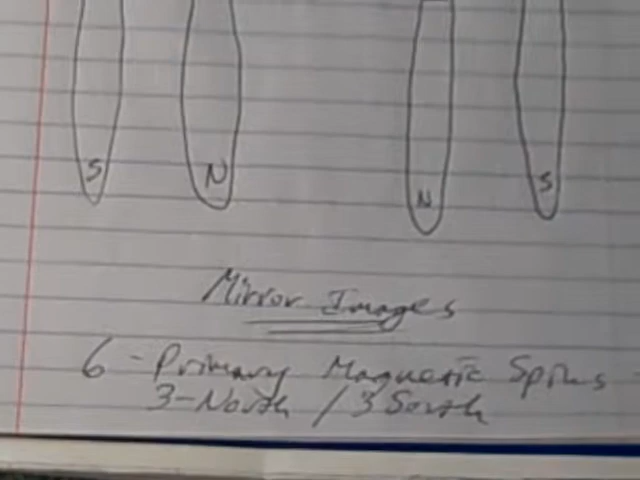 S N N S
Mirror Images
6 - Primary Magnetic Spins -
3-North / 3 South